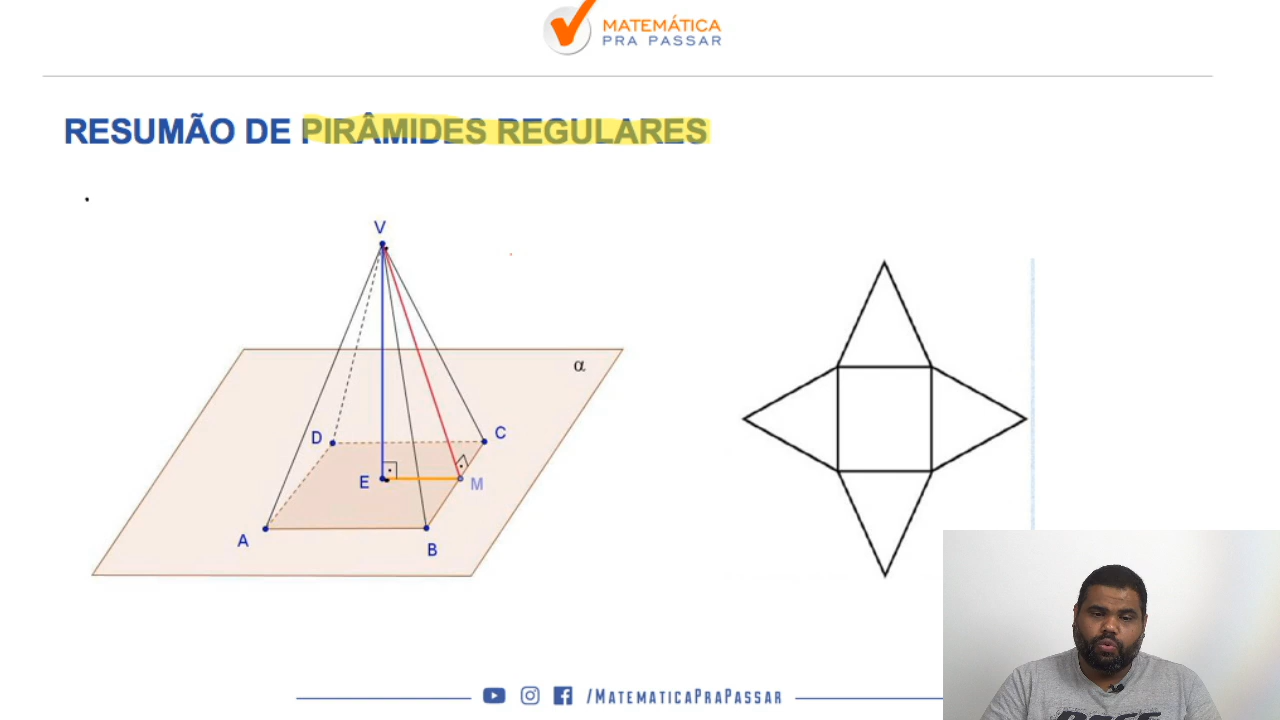 MATEMÁTICA
PRA PASSAR
RESUMÃO DE PIRÂMIDES REGULARES
V
α
D
C
E
M
A
B
/MATEMATICAPRAPASSAR